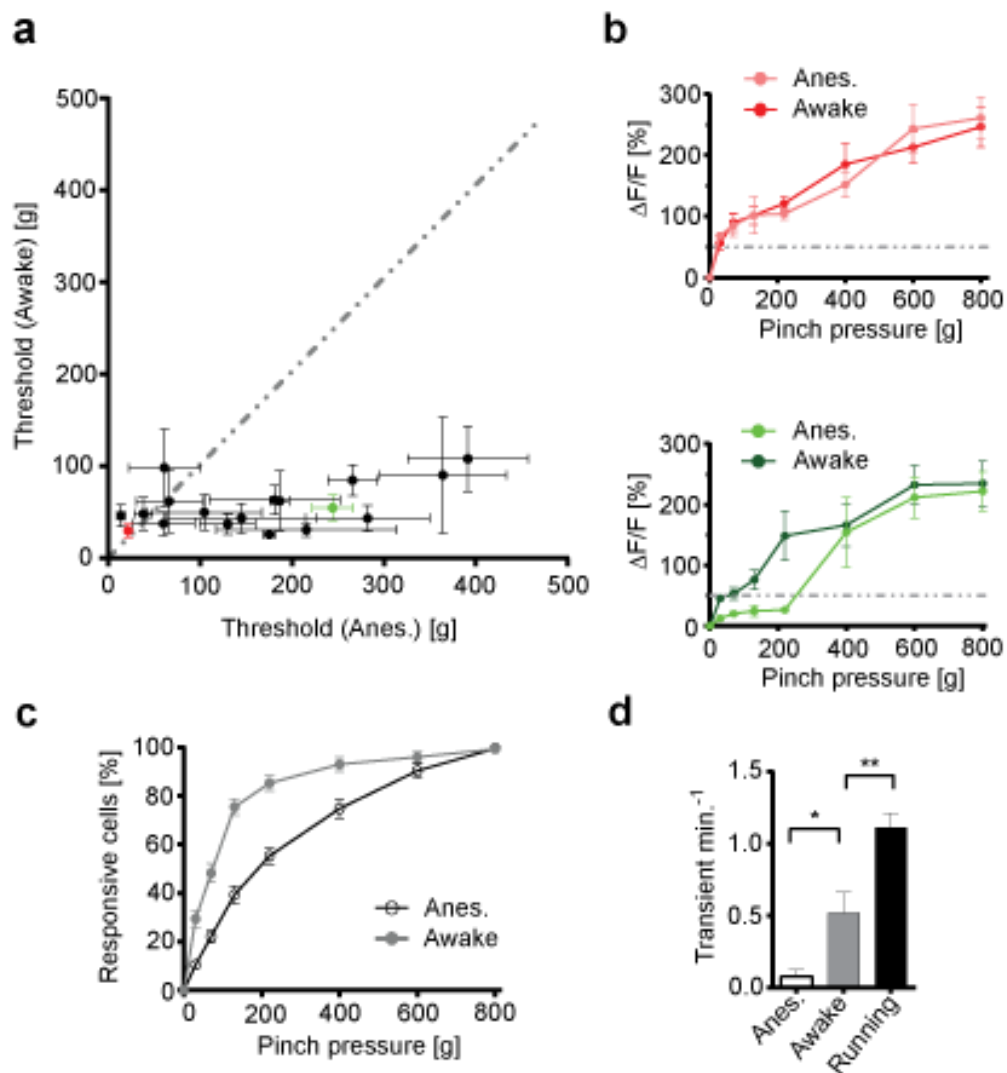 a
500
400
300
200
100
0
Threshold (Awake) [g]
100
200
300
400
500
Threshold (Anes.) [g]
b
Anes.
Awake
300
200
100
0
ΔF/F [%]
0
200
400
600
800
Pinch pressure [g]
Anes.
Awake
300
200
100
0
ΔF/F [%]
0
200
400
600
800
Pinch pressure [g]
c
100
80
60
40
20
0
Responsive cells [%]
Anes.
Awake
0
200
400
600
800
Pinch pressure [g]
d
1.5
1.0
0.5
0.0
Transient min.⁻¹
*
**
Anes.
Awake
Running